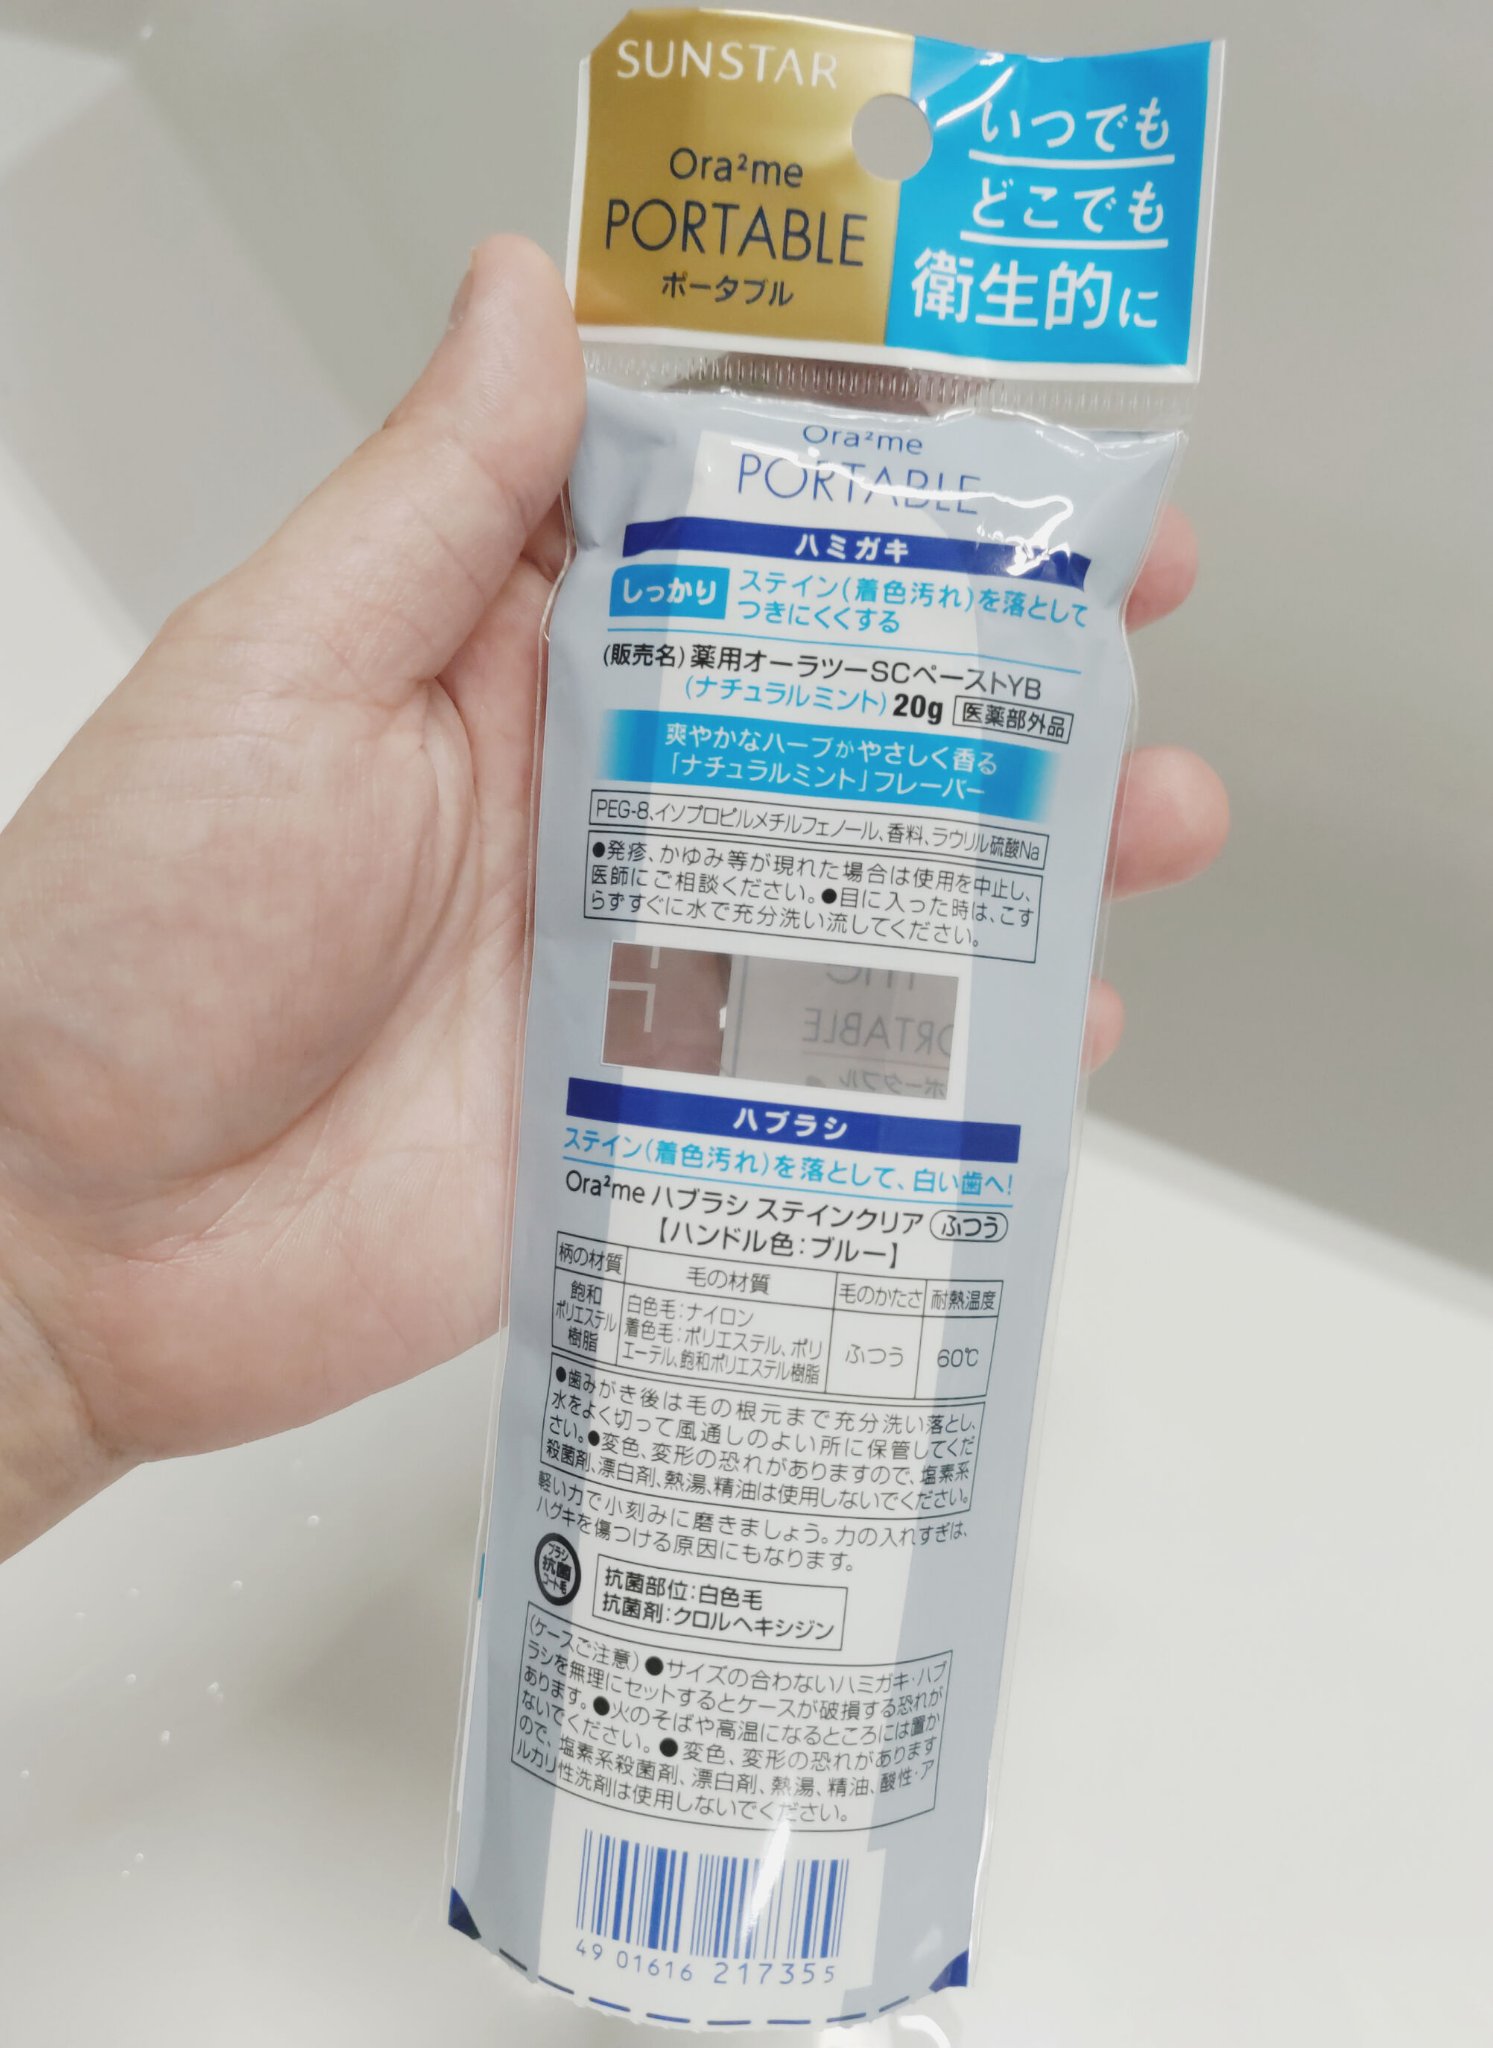 SUNSTAR
Ora²me
PORTABLE
ポータブル
いつでも
どこでも
衛生的に
Ora²me
PORTABLE
ハミガキ
しっかり
ステイン(着色汚れ)を落として
つきにくくする
(販売名)薬用オーラツーSCペーストYB
(ナチュラルミント)20g 医薬部外品
爽やかなハーブがやさしく香る
「ナチュラルミント」フレーバー
PEG-8、イソプロピルメチルフェノール、香料、ラウリル硫酸Na
●発疹、かゆみ等が現れた場合は使用を中止し、
医師にご相談ください。●目に入った時は、こす
らずすぐに水で充分洗い流してください。
PORTABLE
ポータブル
ハブラシ
ステイン(着色汚れ)を落として、白い歯へ!
Ora²me ハブラシ ステインクリア ふつう
【ハンドル色:ブルー】
柄の材質 毛の材質 毛のかたさ 耐熱温度
飽和
ポリエステル
樹脂
白色毛:ナイロン
着色毛:ポリエステル、ポリ
エーテル、飽和ポリエステル樹脂
ふつう
60℃
●歯みがき後は毛の根元まで充分洗い落とし、
水をよく切って風通しのよい所に保管してくだ
さい。●変色、変形の恐れがありますので、塩素系
殺菌剤、漂白剤、熱湯、精油は使用しないでください。
軽い力で小刻みに磨きましょう。力の入れすぎは、
ハグキを傷つける原因にもなります。
ブラシ
抗菌
コート毛
抗菌部位:白色毛
抗菌剤:クロルヘキシジン
(ケースご注意)●サイズの合わないハミガキ・ハブ
ラシを無理にセットするとケースが破損する恐れが
あります。●火のそばや高温になるところには置か
ないでください。●変色、変形の恐れがあります
ので、塩素系殺菌剤、漂白剤、熱湯、精油、酸性・ア
ルカリ性洗剤は使用しないでください。
49 01616 217355